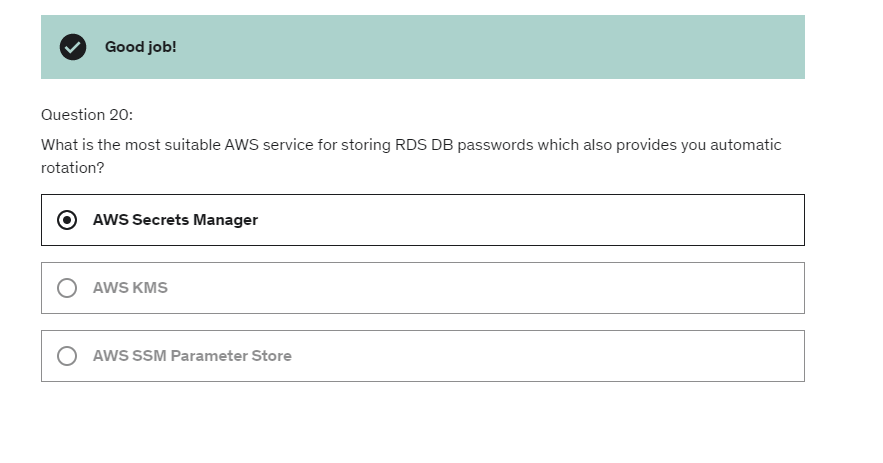 Good job!
Question 20:
What is the most suitable AWS service for storing RDS DB passwords which also provides you automatic
rotation?
AWS Secrets Manager
AWS KMS
AWS SSM Parameter Store